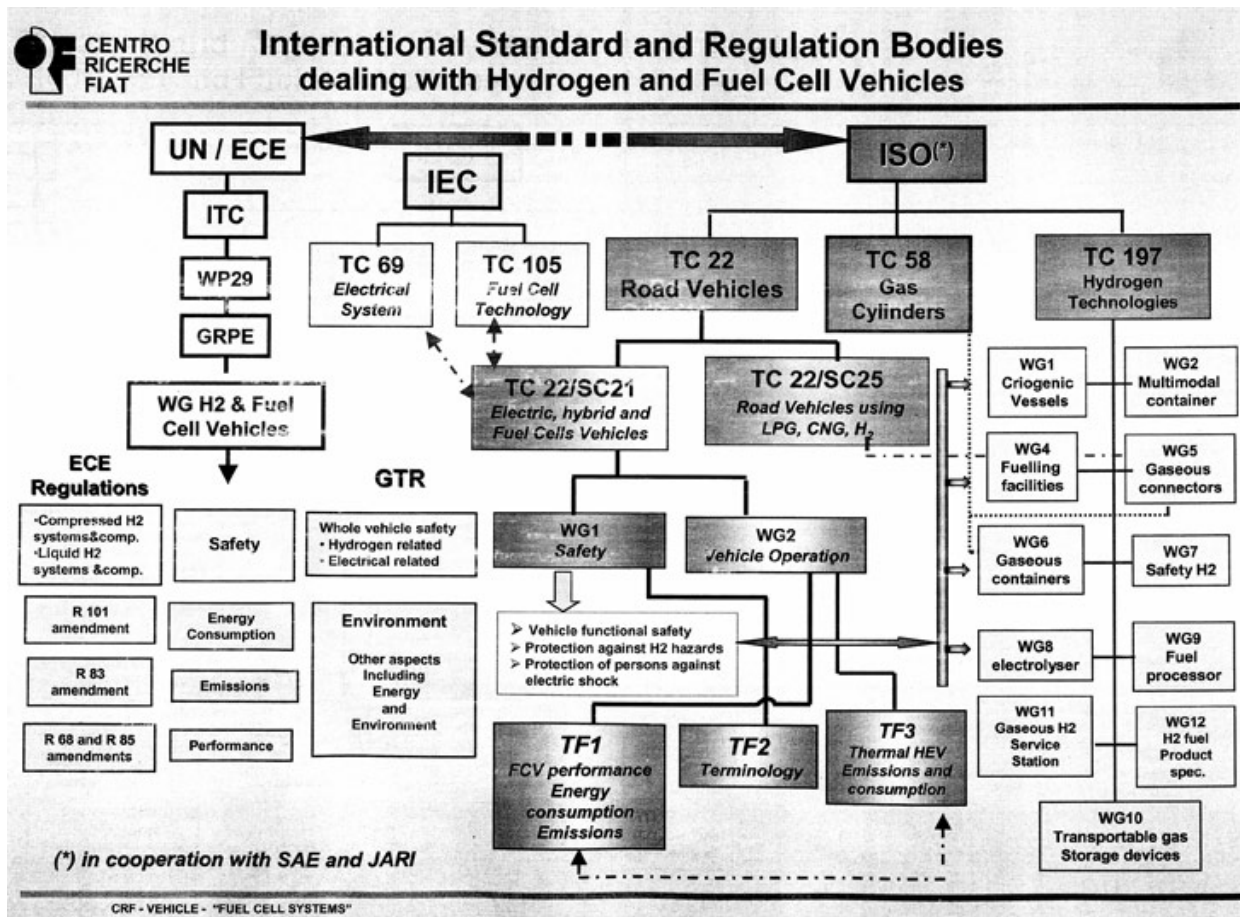 CENTRO
RICERCHE
FIAT
International Standard and Regulation Bodies
dealing with Hydrogen and Fuel Cell Vehicles
UN / ECE
ISO(*)
IEC
ITC
WP29
GRPE
WG H2 & Fuel
Cell Vehicles
TC 69
Electrical
System
TC 105
Fuel Cell
Technology
TC 22
Road Vehicles
TC 58
Gas
Cylinders
TC 197
Hydrogen
Technologies
TC 22/SC21
Electric, hybrid and
Fuel Cells Vehicles
TC 22/SC25
Road Vehicles using
LPG, CNG, H2
WG1
Criogenic
Vessels
WG2
Multimodal
container
WG4
Fuelling
facilities
WG5
Gaseous
connectors
WG6
Gaseous
containers
WG7
Safety H2
WG8
electrolyser
WG9
Fuel
processor
WG11
Gaseous H2
Service
Station
WG12
H2 fuel
Product
spec.
WG10
Transportable gas
Storage devices
ECE
Regulations
•Compressed H2
systems&comp.
•Liquid H2
systems &comp.
R 101
amendment
R 83
amendment
R 68 and R 85
amendments
Safety
Energy
Consumption
Emissions
Performance
GTR
Whole vehicle safety
• Hydrogen related
• Electrical related
Environment
Other aspects
Including
Energy
and
Environment
WG1
Safety
WG2
Vehicle Operation
➢ Vehicle functional safety
➢ Protection against H2 hazards
➢ Protection of persons against
electric shock
TF1
FCV performance
Energy
consumption
Emissions
TF2
Terminology
TF3
Thermal HEV
Emissions and
consumption
(*) in cooperation with SAE and JARI
CRF - VEHICLE - "FUEL CELL SYSTEMS"